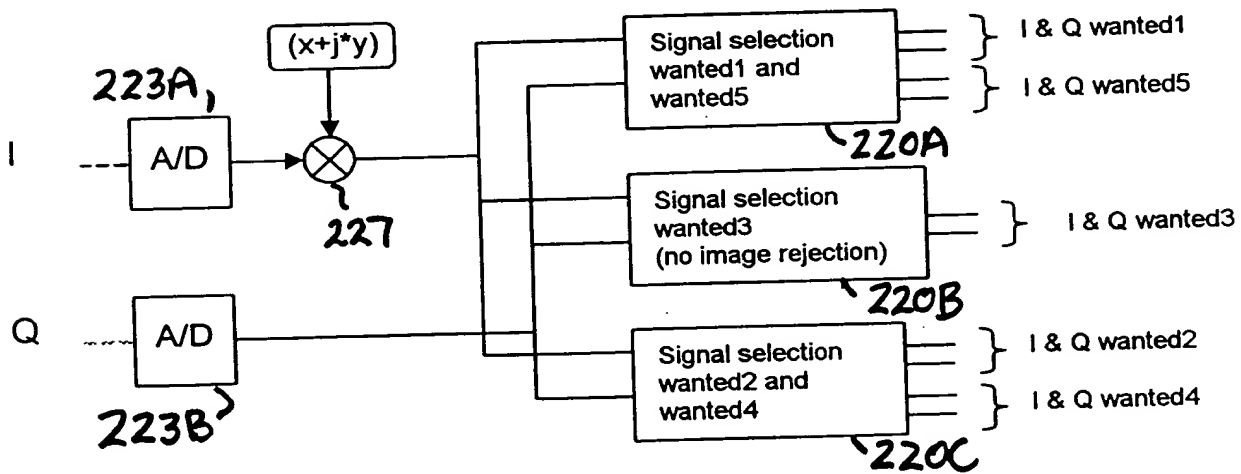 (x+j*y)
223A,
I
A/D
227
Q
A/D
223B
Signal selection
wanted1 and
wanted5
220A
I & Q wanted1
I & Q wanted5
Signal selection
wanted3
(no image rejection)
220B
I & Q wanted3
Signal selection
wanted2 and
wanted4
220C
I & Q wanted2
I & Q wanted4